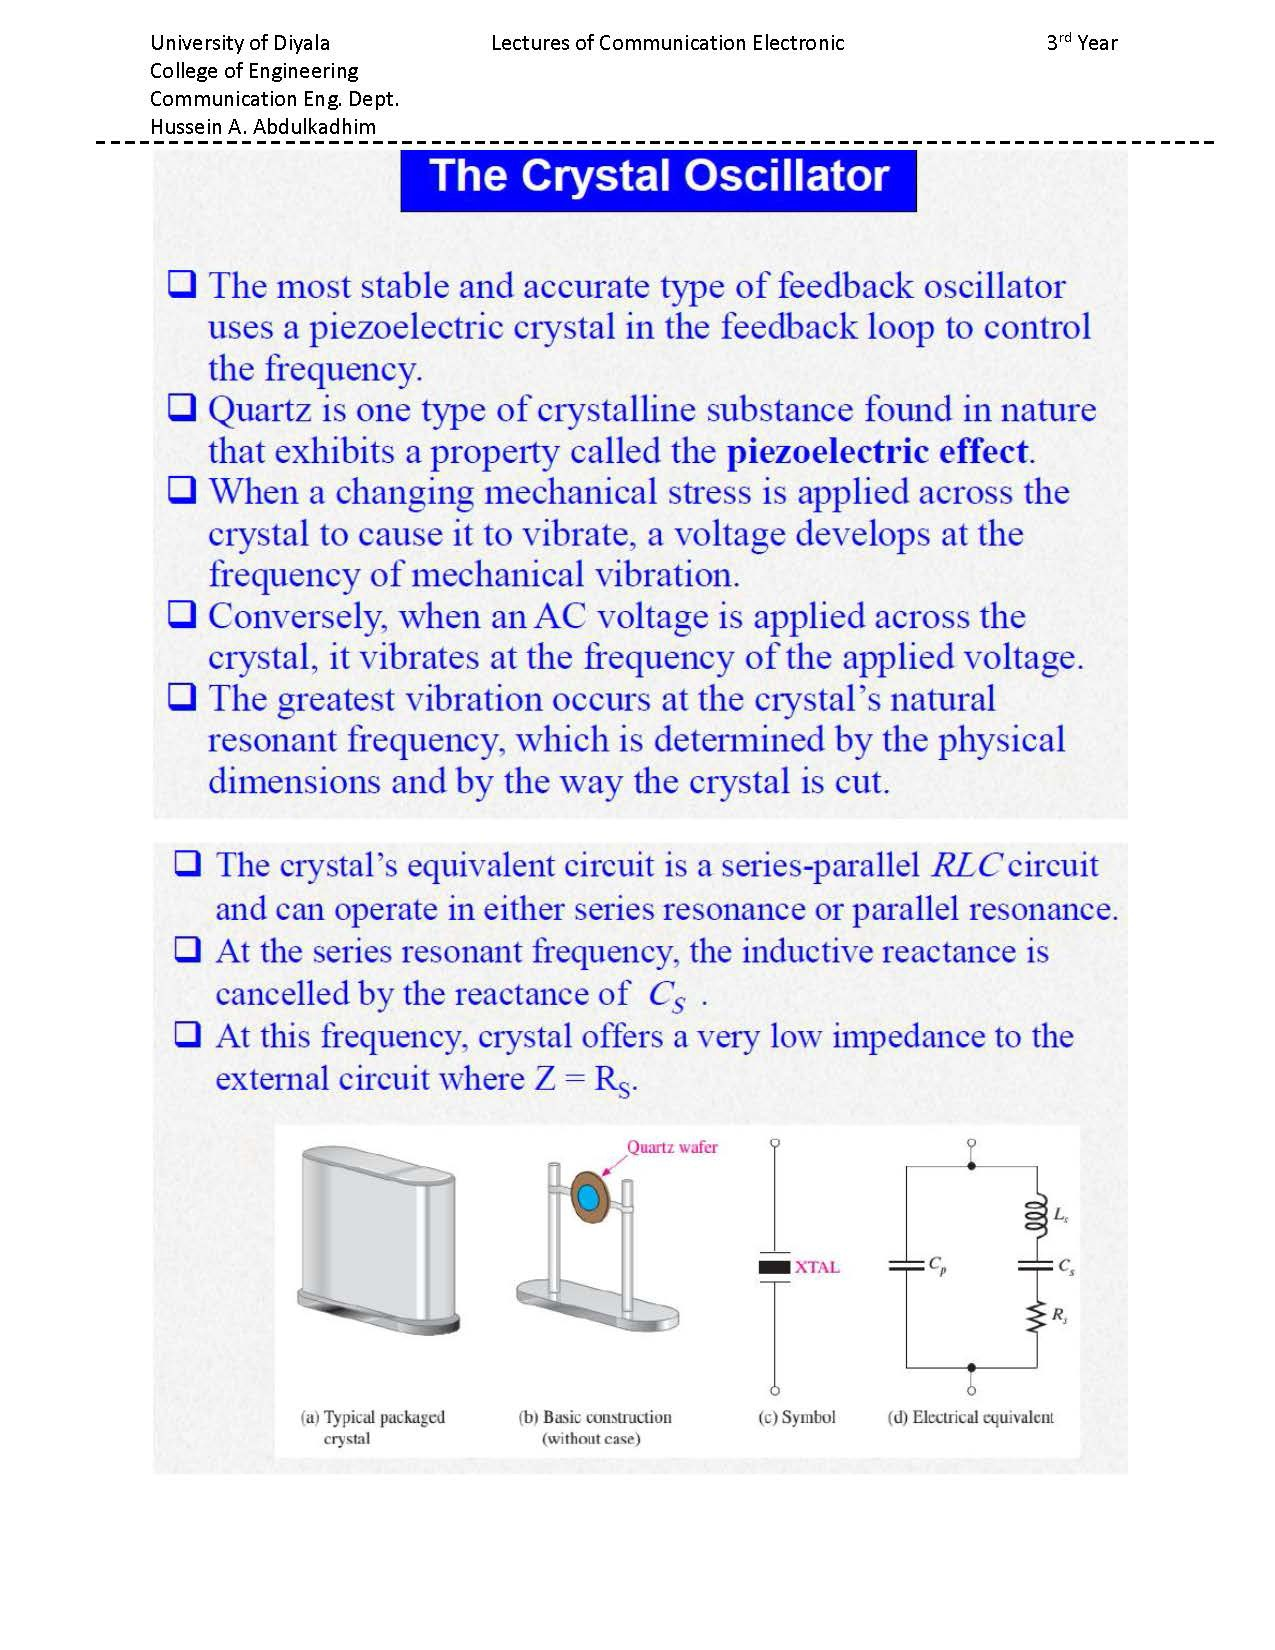 University of Diyala Lectures of Communication Electronic 3rd Year
College of Engineering
Communication Eng. Dept.
Hussein A. Abdulkadhim
The Crystal Oscillator
❑ The most stable and accurate type of feedback oscillator
uses a piezoelectric crystal in the feedback loop to control
the frequency.
❑ Quartz is one type of crystalline substance found in nature
that exhibits a property called the piezoelectric effect.
❑ When a changing mechanical stress is applied across the
crystal to cause it to vibrate, a voltage develops at the
frequency of mechanical vibration.
❑ Conversely, when an AC voltage is applied across the
crystal, it vibrates at the frequency of the applied voltage.
❑ The greatest vibration occurs at the crystal’s natural
resonant frequency, which is determined by the physical
dimensions and by the way the crystal is cut.
❑ The crystal’s equivalent circuit is a series-parallel RLC circuit
and can operate in either series resonance or parallel resonance.
❑ At the series resonant frequency, the inductive reactance is
cancelled by the reactance of CS .
❑ At this frequency, crystal offers a very low impedance to the
external circuit where Z = RS.
Quartz wafer
XTAL
Cp
Ls
Cs
Rs
(a) Typical packaged
crystal
(b) Basic construction
(without case)
(c) Symbol
(d) Electrical equivalent